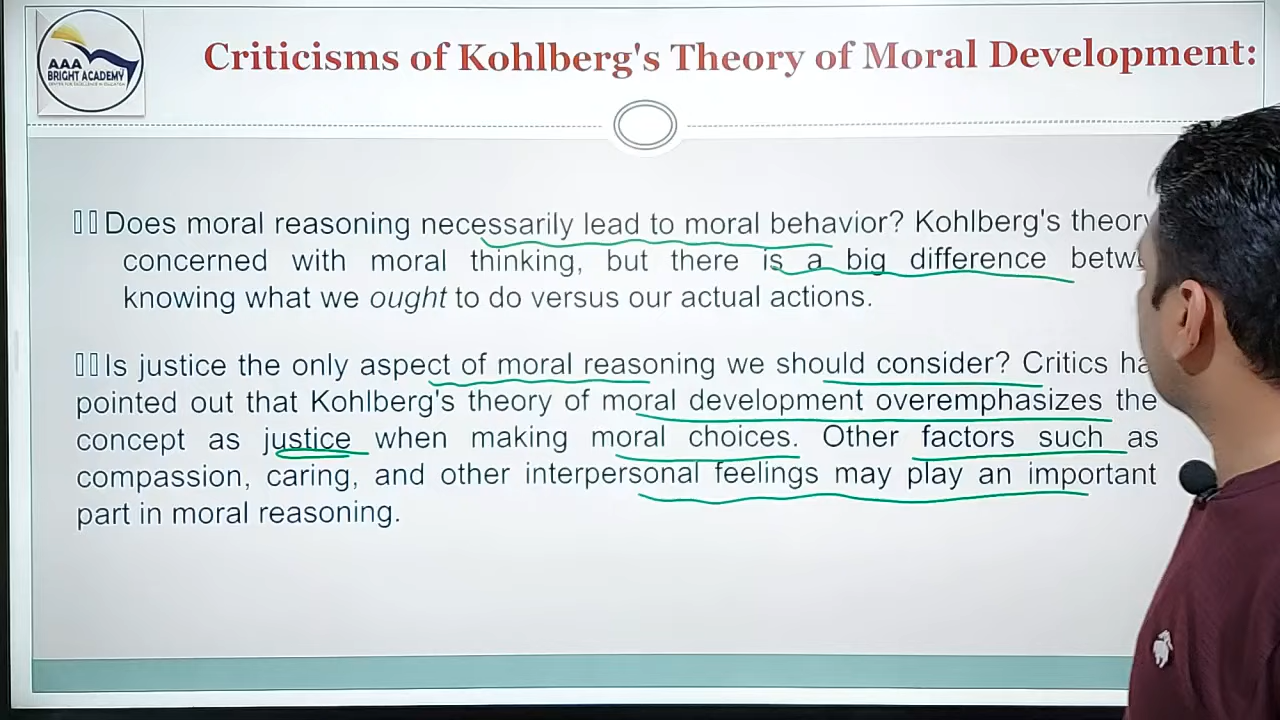 AAA
BRIGHT ACADEMY
Criticisms of Kohlberg's Theory of Moral Development:
Does moral reasoning necessarily lead to moral behavior? Kohlberg's theory
concerned with moral thinking, but there is a big difference
knowing what we ought to do versus our actual actions.
Is justice the only aspect of moral reasoning we should consider? Critics
pointed out that Kohlberg's theory of moral development overemphasizes the
concept as justice when making moral choices. Other factors such as
compassion, caring, and other interpersonal feelings may play an important
part in moral reasoning.